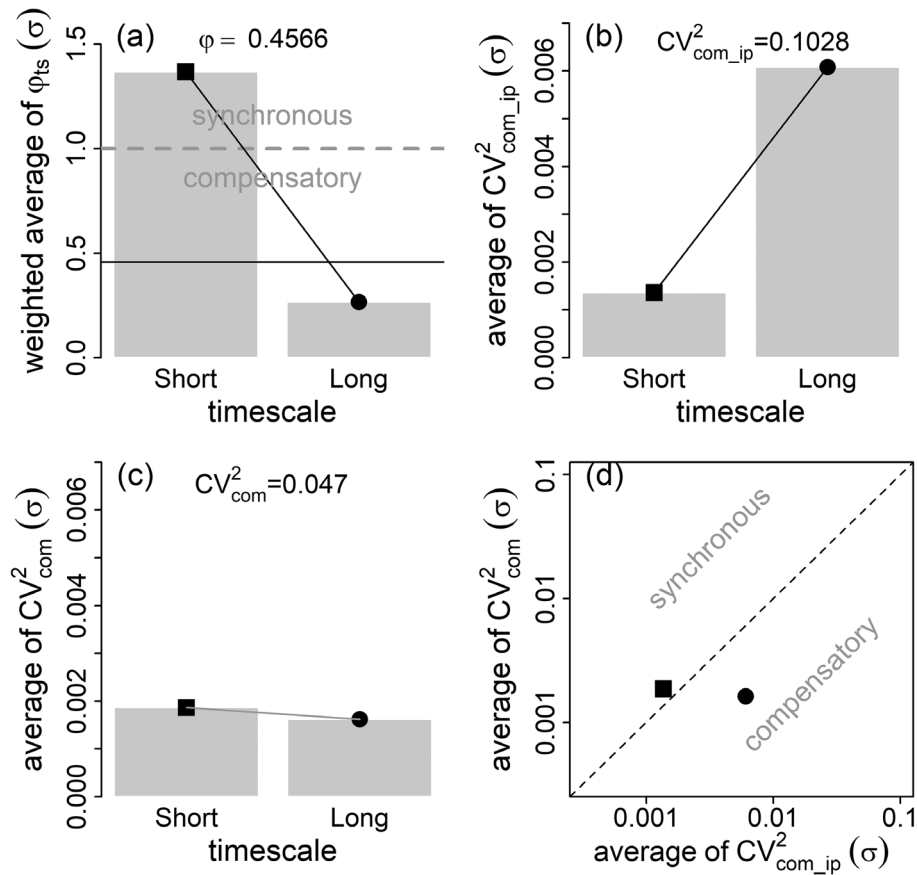 (a)
φ = 0.4566
weighted average of φts (σ)
1.5
1.0
0.5
0.0
synchronous
compensatory
Short
Long
timescale
(b)
CV²com_ip=0.1028
average of CV²com_ip (σ)
0.006
0.004
0.002
0.000
Short
Long
timescale
(c)
CV²com=0.047
average of CV²com (σ)
0.006
0.004
0.002
0.000
Short
Long
timescale
(d)
average of CV²com (σ)
0.1
0.01
0.001
synchronous
compensatory
0.001
0.01
0.1
average of CV²com_ip (σ)